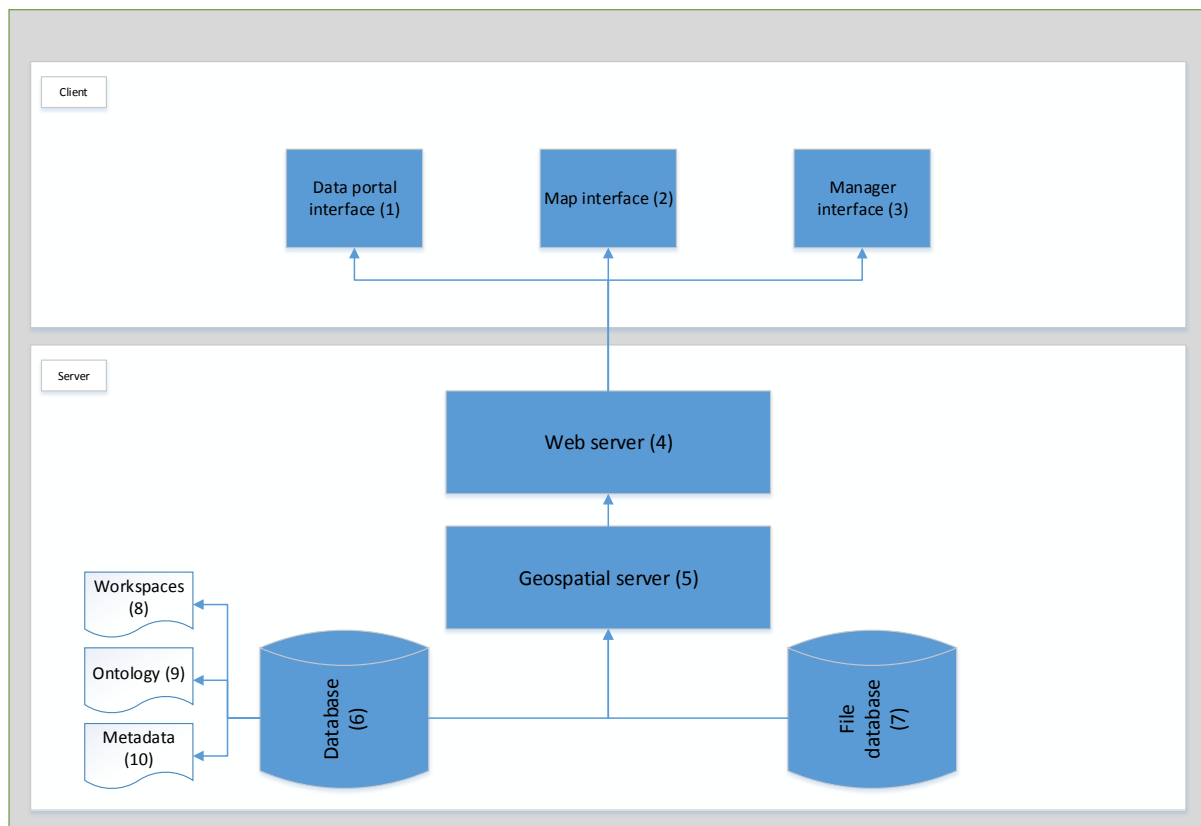 Client
Data portal
interface (1)
Map interface (2)
Manager
interface (3)
Server
Web server (4)
Geospatial server (5)
Workspaces
(8)
Ontology (9)
Metadata
(10)
Database
(6)
File
database
(7)